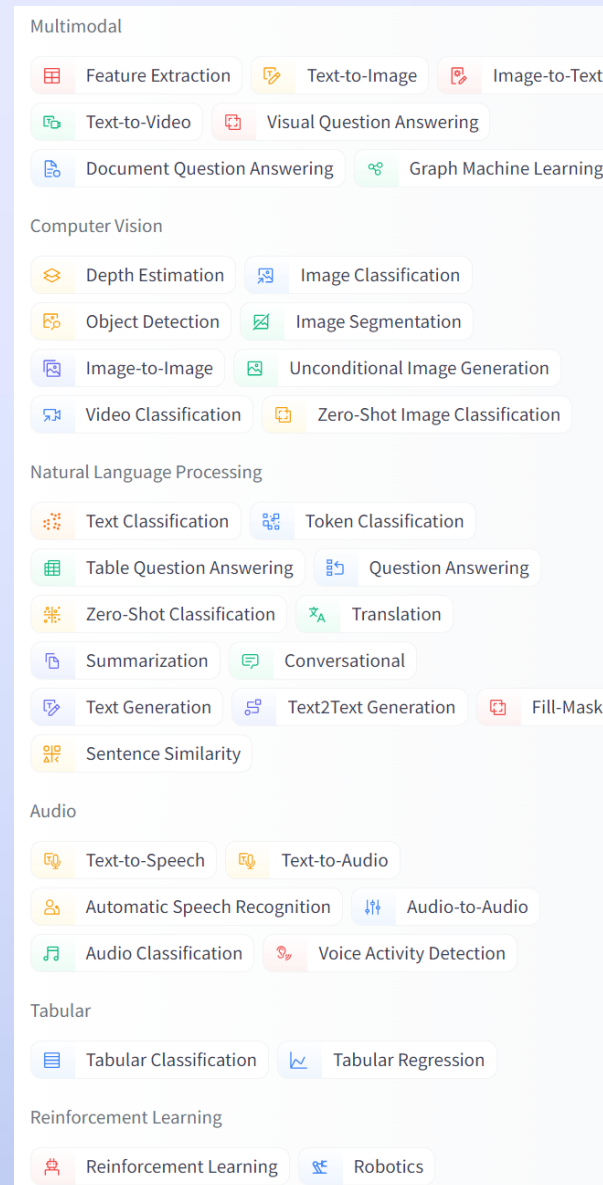 Multimodal
Feature Extraction Text-to-Image Image-to-Text
Text-to-Video Visual Question Answering
Document Question Answering Graph Machine Learning
Computer Vision
Depth Estimation Image Classification
Object Detection Image Segmentation
Image-to-Image Unconditional Image Generation
Video Classification Zero-Shot Image Classification
Natural Language Processing
Text Classification Token Classification
Table Question Answering Question Answering
Zero-Shot Classification Translation
Summarization Conversational
Text Generation Text2Text Generation Fill-Mask
Sentence Similarity
Audio
Text-to-Speech Text-to-Audio
Automatic Speech Recognition Audio-to-Audio
Audio Classification Voice Activity Detection
Tabular
Tabular Classification Tabular Regression
Reinforcement Learning
Reinforcement Learning Robotics